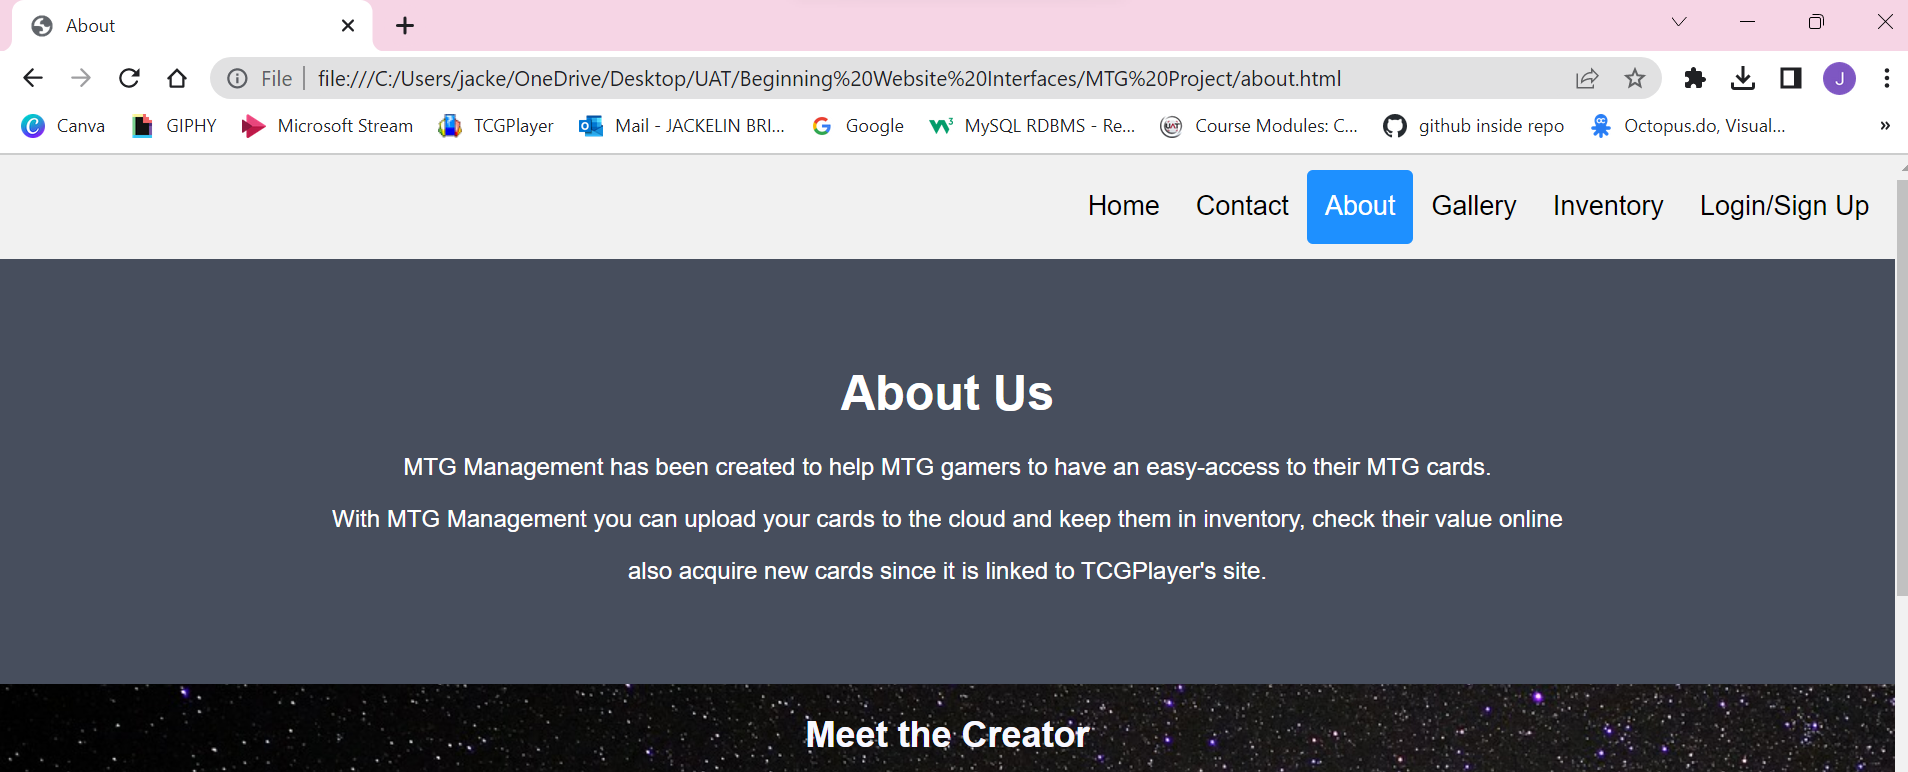 About
File file:///C:/Users/jacke/OneDrive/Desktop/UAT/Beginning%20Website%20Interfaces/MTG%20Project/about.html
J
Canva GIPHY Microsoft Stream TCGPlayer Mail - JACKELIN BRI... Google MySQL RDBMS - Re... Course Modules: C... github inside repo Octopus.do, Visual... »
Home Contact About Gallery Inventory Login/Sign Up
About Us
MTG Management has been created to help MTG gamers to have an easy-access to their MTG cards.
With MTG Management you can upload your cards to the cloud and keep them in inventory, check their value online
also acquire new cards since it is linked to TCGPlayer's site.
Meet the Creator